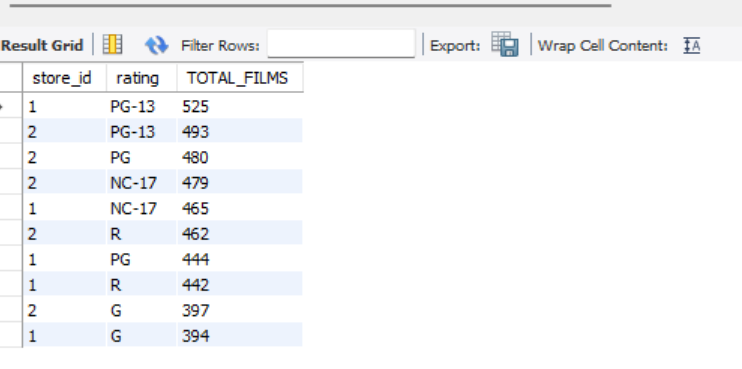 Result Grid Filter Rows: Export: Wrap Cell Content:
store_id rating TOTAL_FILMS
1 PG-13 525
2 PG-13 493
2 PG 480
2 NC-17 479
1 NC-17 465
2 R 462
1 PG 444
1 R 442
2 G 397
1 G 394